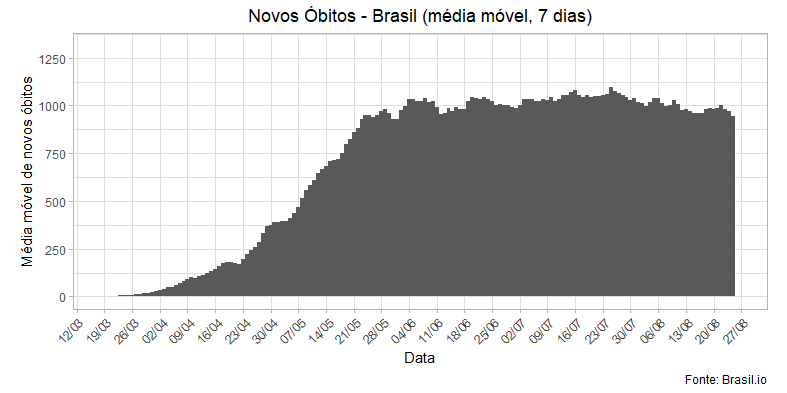 Novos Óbitos - Brasil (média móvel, 7 dias)
Média móvel de novos óbitos
1250
1000
750
500
250
0
12/03 19/03 26/03 02/04 09/04 16/04 23/04 30/04 07/05 14/05 21/05 28/05 04/06 11/06 18/06 25/06 02/07 09/07 16/07 23/07 30/07 06/08 13/08 20/08 27/08
Data
Fonte: Brasil.io